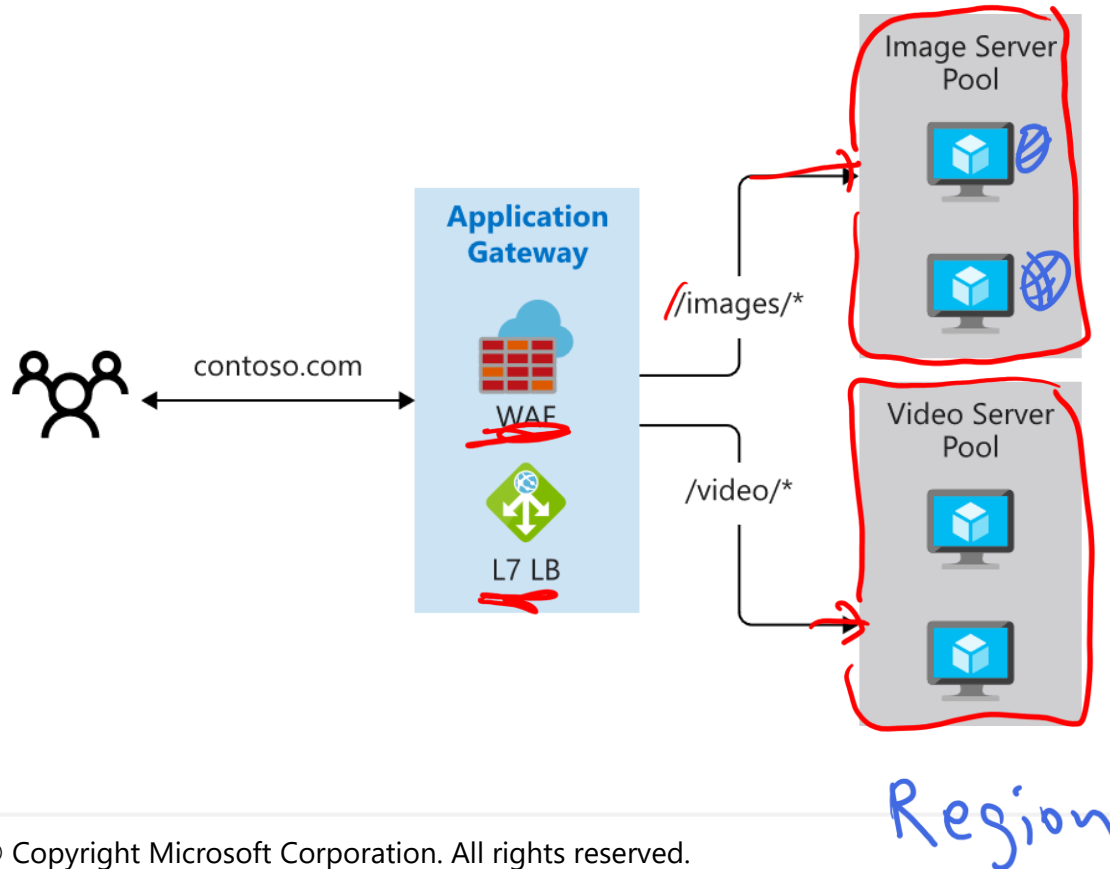 Image Server
Pool
Application
Gateway
/images/*
contoso.com
WAF
Video Server
Pool
/video/*
L7 LB
Region
© Copyright Microsoft Corporation. All rights reserved.